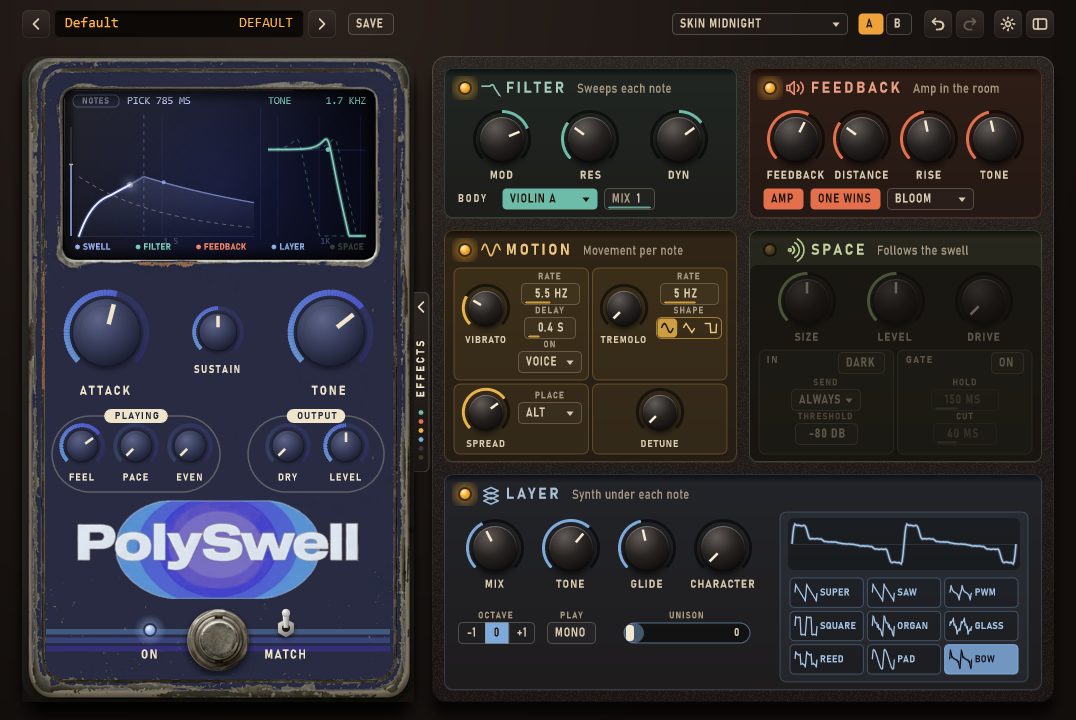 Default DEFAULT
SAVE
SKIN MIDNIGHT
A B
NOTES PICK 785 MS TONE 1.7 KHZ
1K
SWELL FILTER FEEDBACK LAYER SPACE
ATTACK
SUSTAIN
TONE
PLAYING
FEEL PACE EVEN
OUTPUT
DRY LEVEL
PolySwell
ON
MATCH
EFFECTS
FILTER Sweeps each note
MOD RES DYN
BODY VIOLIN A MIX 1
FEEDBACK Amp in the room
FEEDBACK DISTANCE RISE TONE
AMP ONE WINS BLOOM
MOTION Movement per note
VIBRATO
RATE
5.5 HZ
DELAY
0.4 S
ON
VOICE
TREMOLO
RATE
5 HZ
SHAPE
SPREAD
PLACE
ALT
DETUNE
SPACE Follows the swell
SIZE LEVEL DRIVE
IN DARK
SEND
ALWAYS
THRESHOLD
-80 DB
GATE ON
HOLD
150 MS
CUT
40 MS
LAYER Synth under each note
MIX TONE GLIDE CHARACTER
OCTAVE
-1 0 +1
PLAY
MONO
UNISON
0
SUPER SAW PWM
SQUARE ORGAN GLASS
REED PAD BOW